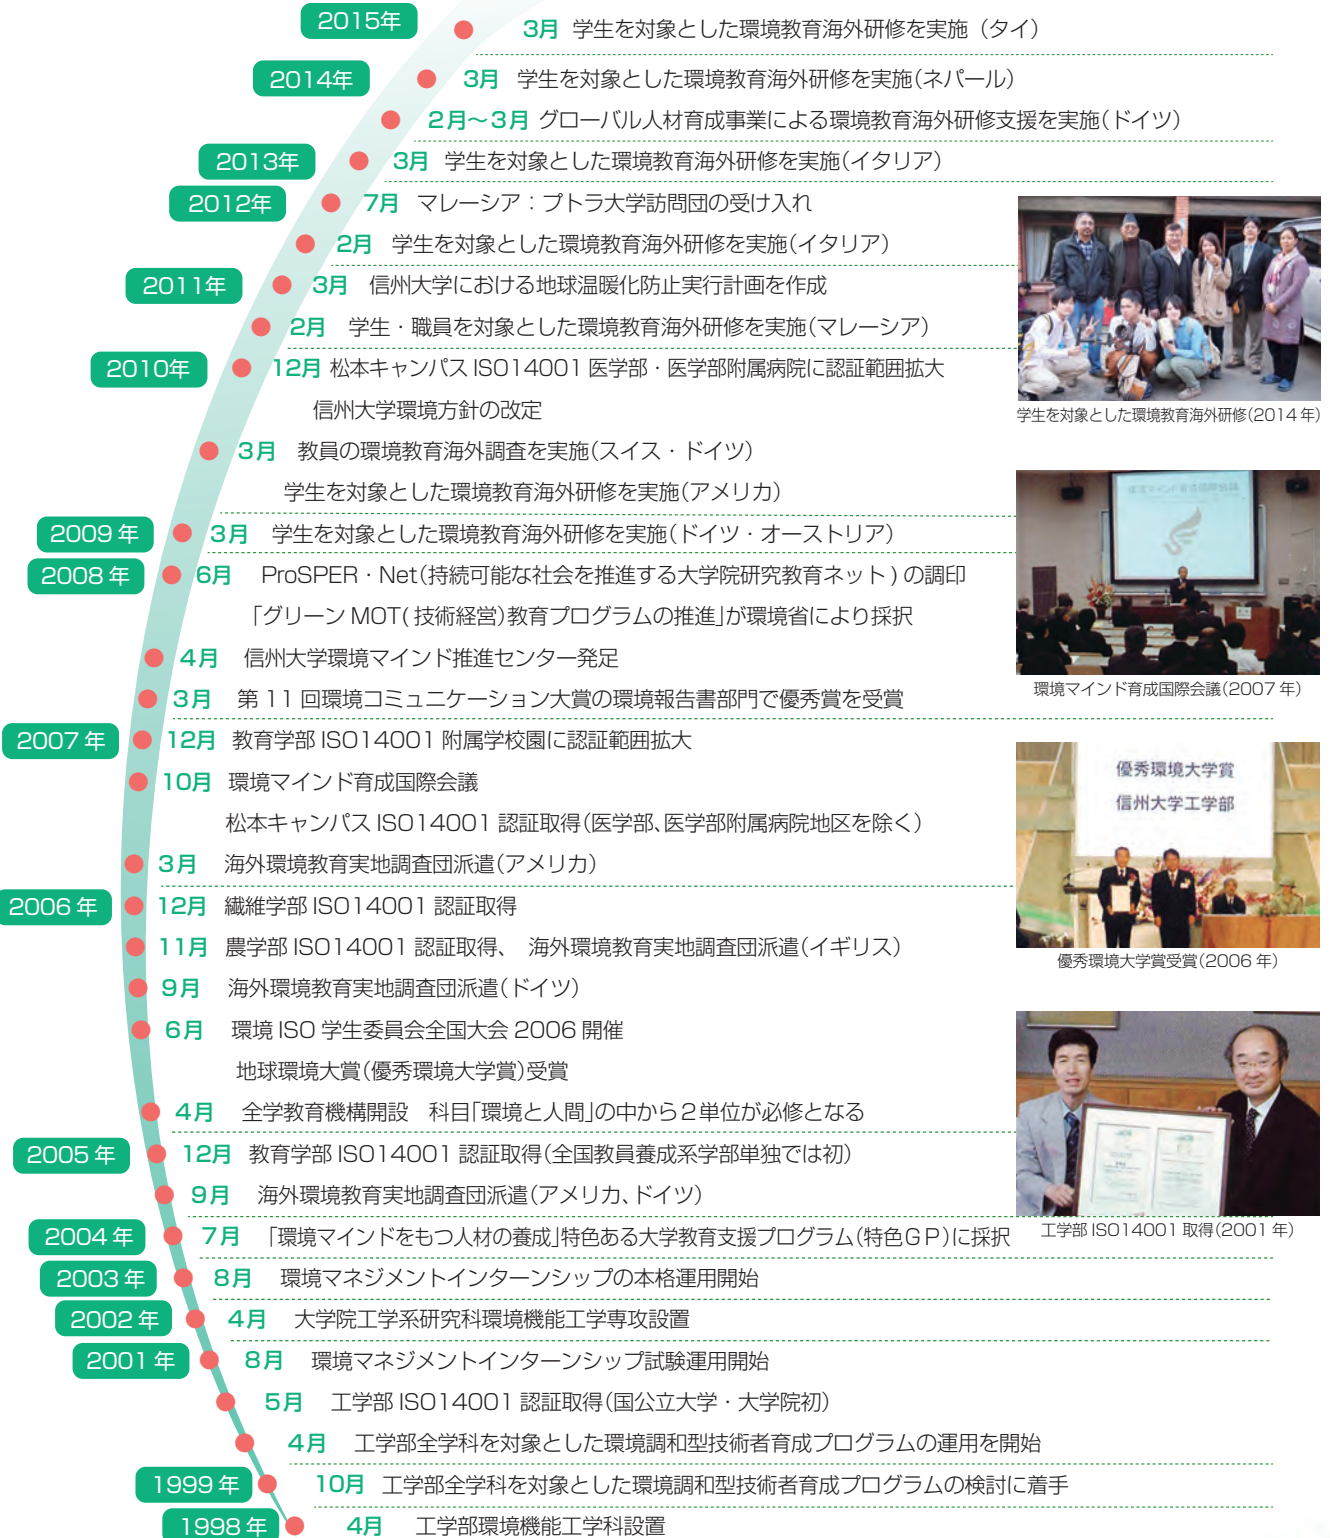 2015年
3月 学生を対象とした環境教育海外研修を実施（タイ）
2014年
3月 学生を対象とした環境教育海外研修を実施（ネパール）
2月～3月 グローバル人材育成事業による環境教育海外研修支援を実施（ドイツ）
2013年
3月 学生を対象とした環境教育海外研修を実施（イタリア）
2012年
7月 マレーシア：プトラ大学訪問団の受け入れ
2月 学生を対象とした環境教育海外研修を実施（イタリア）
2011年
3月 信州大学における地球温暖化防止実行計画を作成
2月 学生・職員を対象とした環境教育海外研修を実施（マレーシア）
2010年
12月 松本キャンパス ISO14001 医学部・医学部附属病院に認証範囲拡大
信州大学環境方針の改定
3月 教員の環境教育海外調査を実施（スイス・ドイツ）
学生を対象とした環境教育海外研修を実施（アメリカ）
2009年
3月 学生を対象とした環境教育海外研修を実施（ドイツ・オーストリア）
2008年
6月 ProSPER・Net（持続可能な社会を推進する大学院研究教育ネット）の調印
「グリーン MOT(技術経営）教育プログラムの推進」が環境省により採択
4月 信州大学環境マインド推進センター発足
3月 第 11 回環境コミュニケーション大賞の環境報告書部門で優秀賞を受賞
2007年
12月 教育学部 ISO14001 附属学校園に認証範囲拡大
10月 環境マインド育成国際会議
松本キャンパス ISO14001 認証取得（医学部、医学部附属病院地区を除く）
3月 海外環境教育実地調査団派遣（アメリカ）
2006年
12月 繊維学部 ISO14001 認証取得
11月 農学部 ISO14001 認証取得、 海外環境教育実地調査団派遣（イギリス）
9月 海外環境教育実地調査団派遣（ドイツ）
6月 環境 ISO 学生委員会全国大会 2006 開催
地球環境大賞（優秀環境大学賞）受賞
4月 全学教育機構開設 科目「環境と人間」の中から2単位が必修となる
2005年
12月 教育学部 ISO14001 認証取得（全国教員養成系学部単独では初）
9月 海外環境教育実地調査団派遣（アメリカ、ドイツ）
2004年
7月 「環境マインドをもつ人材の養成」特色ある大学教育支援プログラム（特色ＧＰ）に採択
2003年
8月 環境マネジメントインターンシップの本格運用開始
2002年
4月 大学院工学系研究科環境機能工学専攻設置
2001年
8月 環境マネジメントインターンシップ試験運用開始
5月 工学部 ISO14001 認証取得（国公立大学・大学院初）
4月 工学部全学科を対象とした環境調和型技術者育成プログラムの運用を開始
1999年
10月 工学部全学科を対象とした環境調和型技術者育成プログラムの検討に着手
1998年
4月 工学部環境機能工学科設置
学生を対象とした環境教育海外研修（2014年）
環境マインド育成国際会議（2007年）
優秀環境大学賞
信州大学工学部
優秀環境大学賞受賞（2006年）
工学部 ISO14001 取得（2001年）